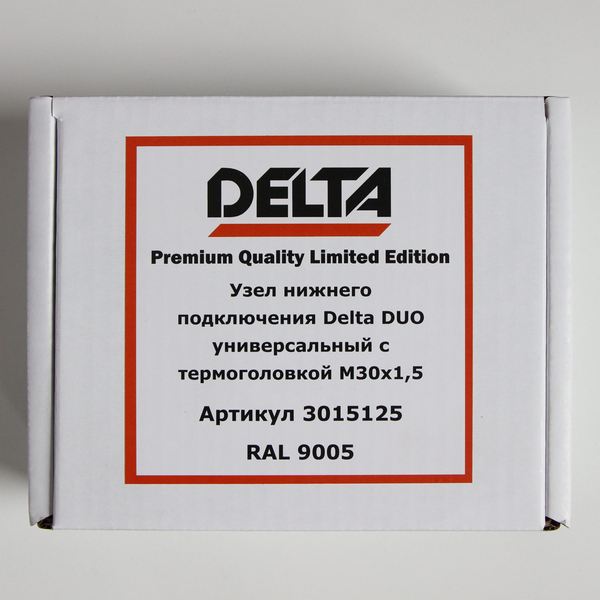 DELTA
Premium Quality Limited Edition
Узел нижнего
подключения Delta DUO
универсальный с
термоголовкой М30х1,5
Артикул 3015125
RAL 9005